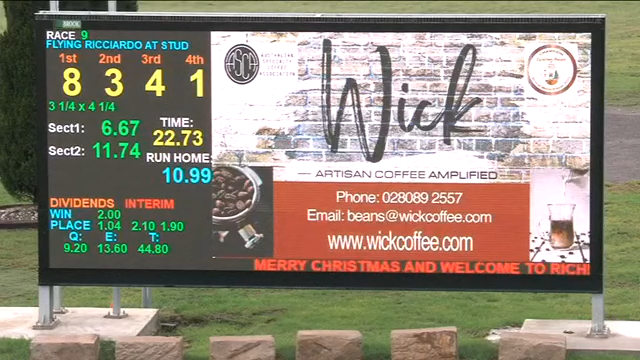 BROOK
RACE 9
FLYING RICCIARDO AT STUD
1st 2nd 3rd 4th
8 3 4 1
3 1/4 x 4 1/4
Sect1: 6.67
TIME:
22.73
Sect2: 11.74
RUN HOME:
10.99
DIVIDENDS INTERIM
WIN 2.00
PLACE 1.04 2.10 1.90
Q: E: T:
9.20 13.60 44.80
ASCA
ASSOCIATION
Wick
ARTISAN COFFEE AMPLIFIED
Phone: 028089 2557
Email: beans@wickcoffee.com
www.wickcoffee.com
MERRY CHRISTMAS AND WELCOME TO RICH